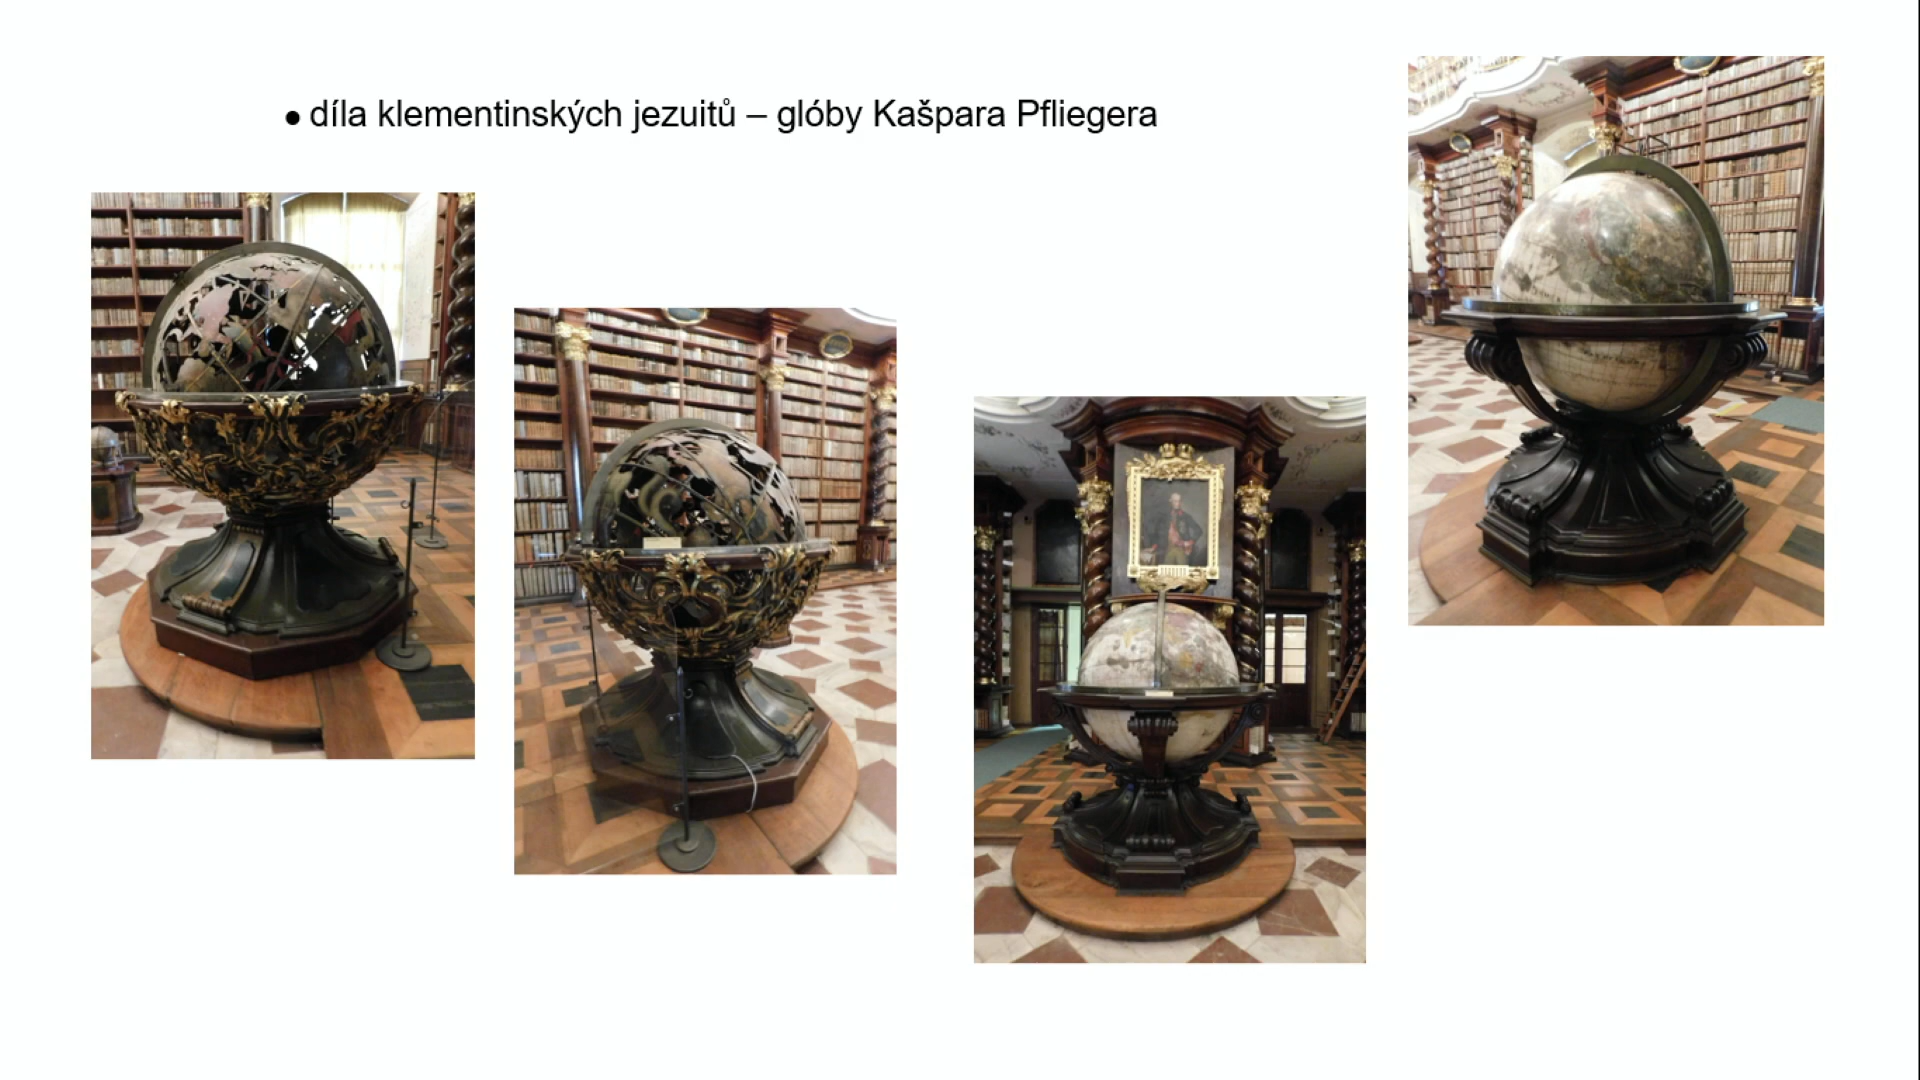 ● díla klementinských jezuitů – glóby Kašpara Pfliegera